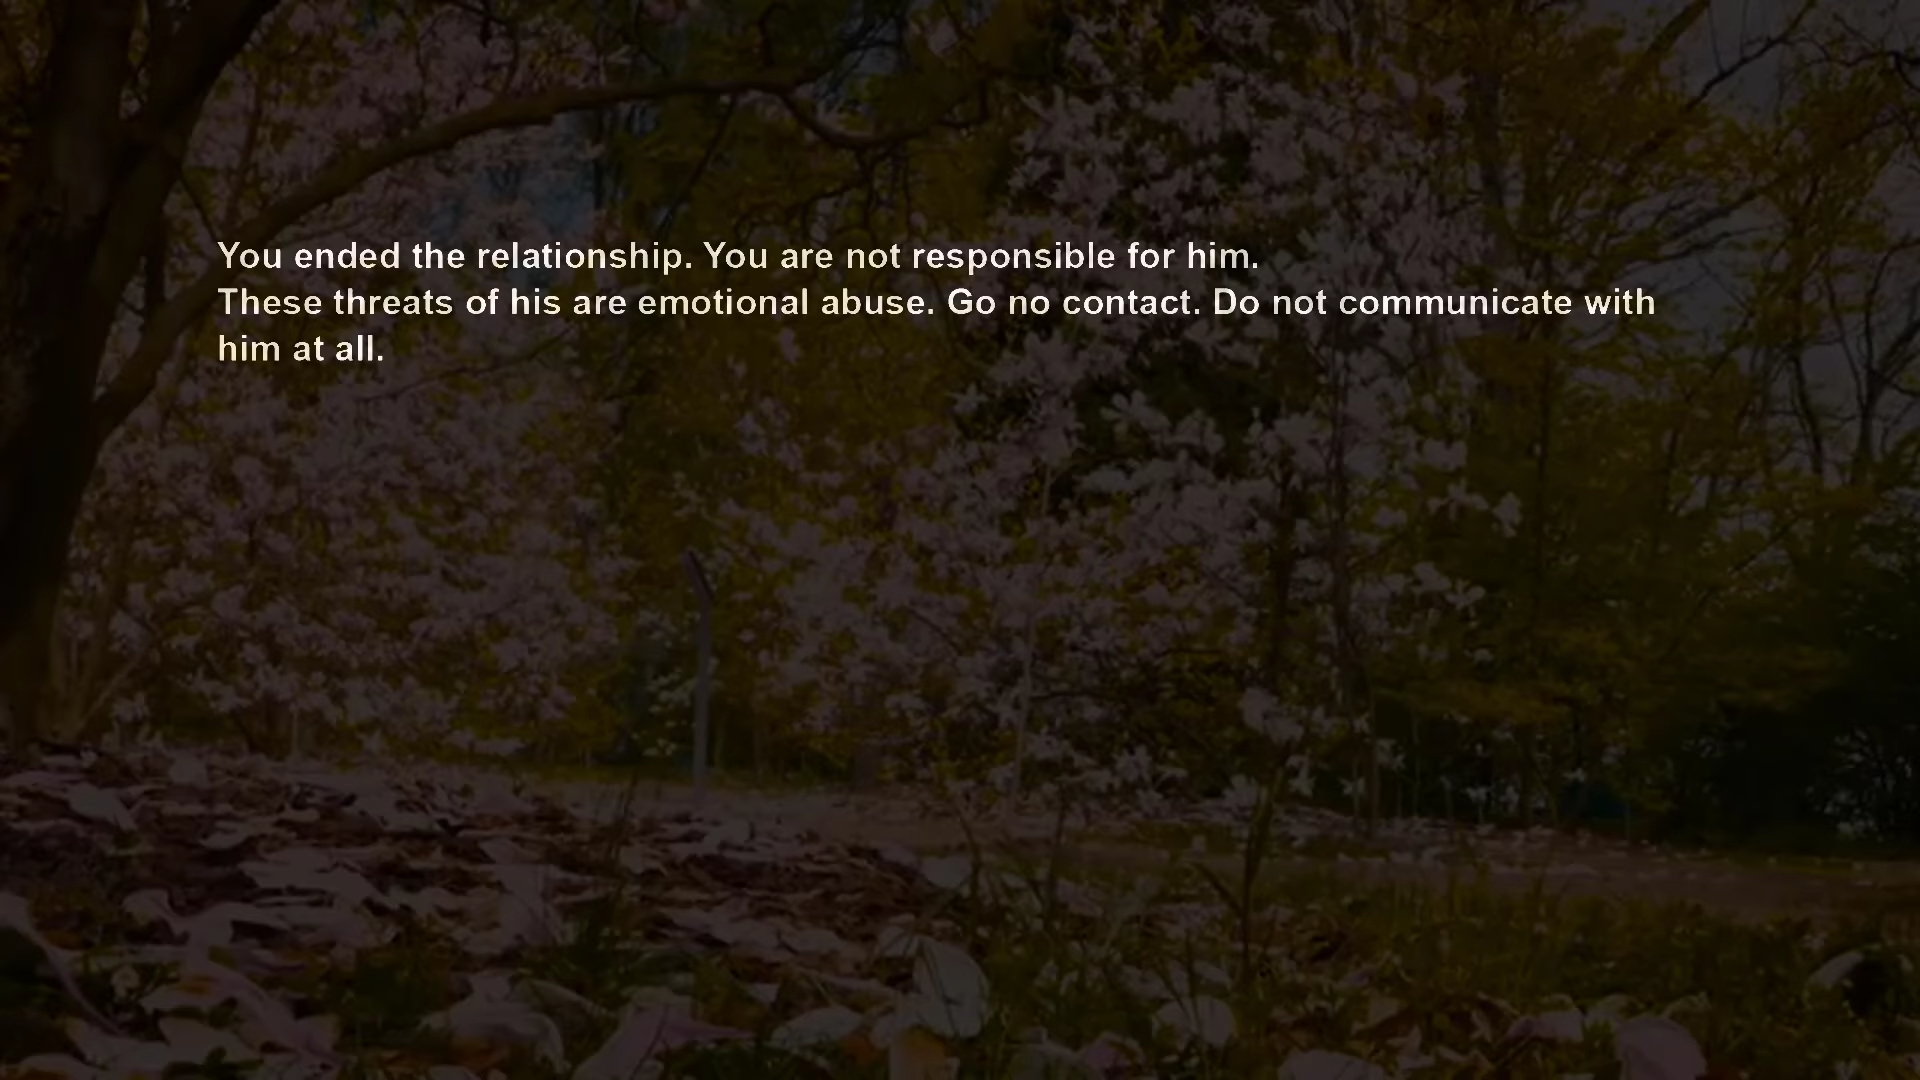 You ended the relationship. You are not responsible for him.
These threats of his are emotional abuse. Go no contact. Do not communicate with
him at all.